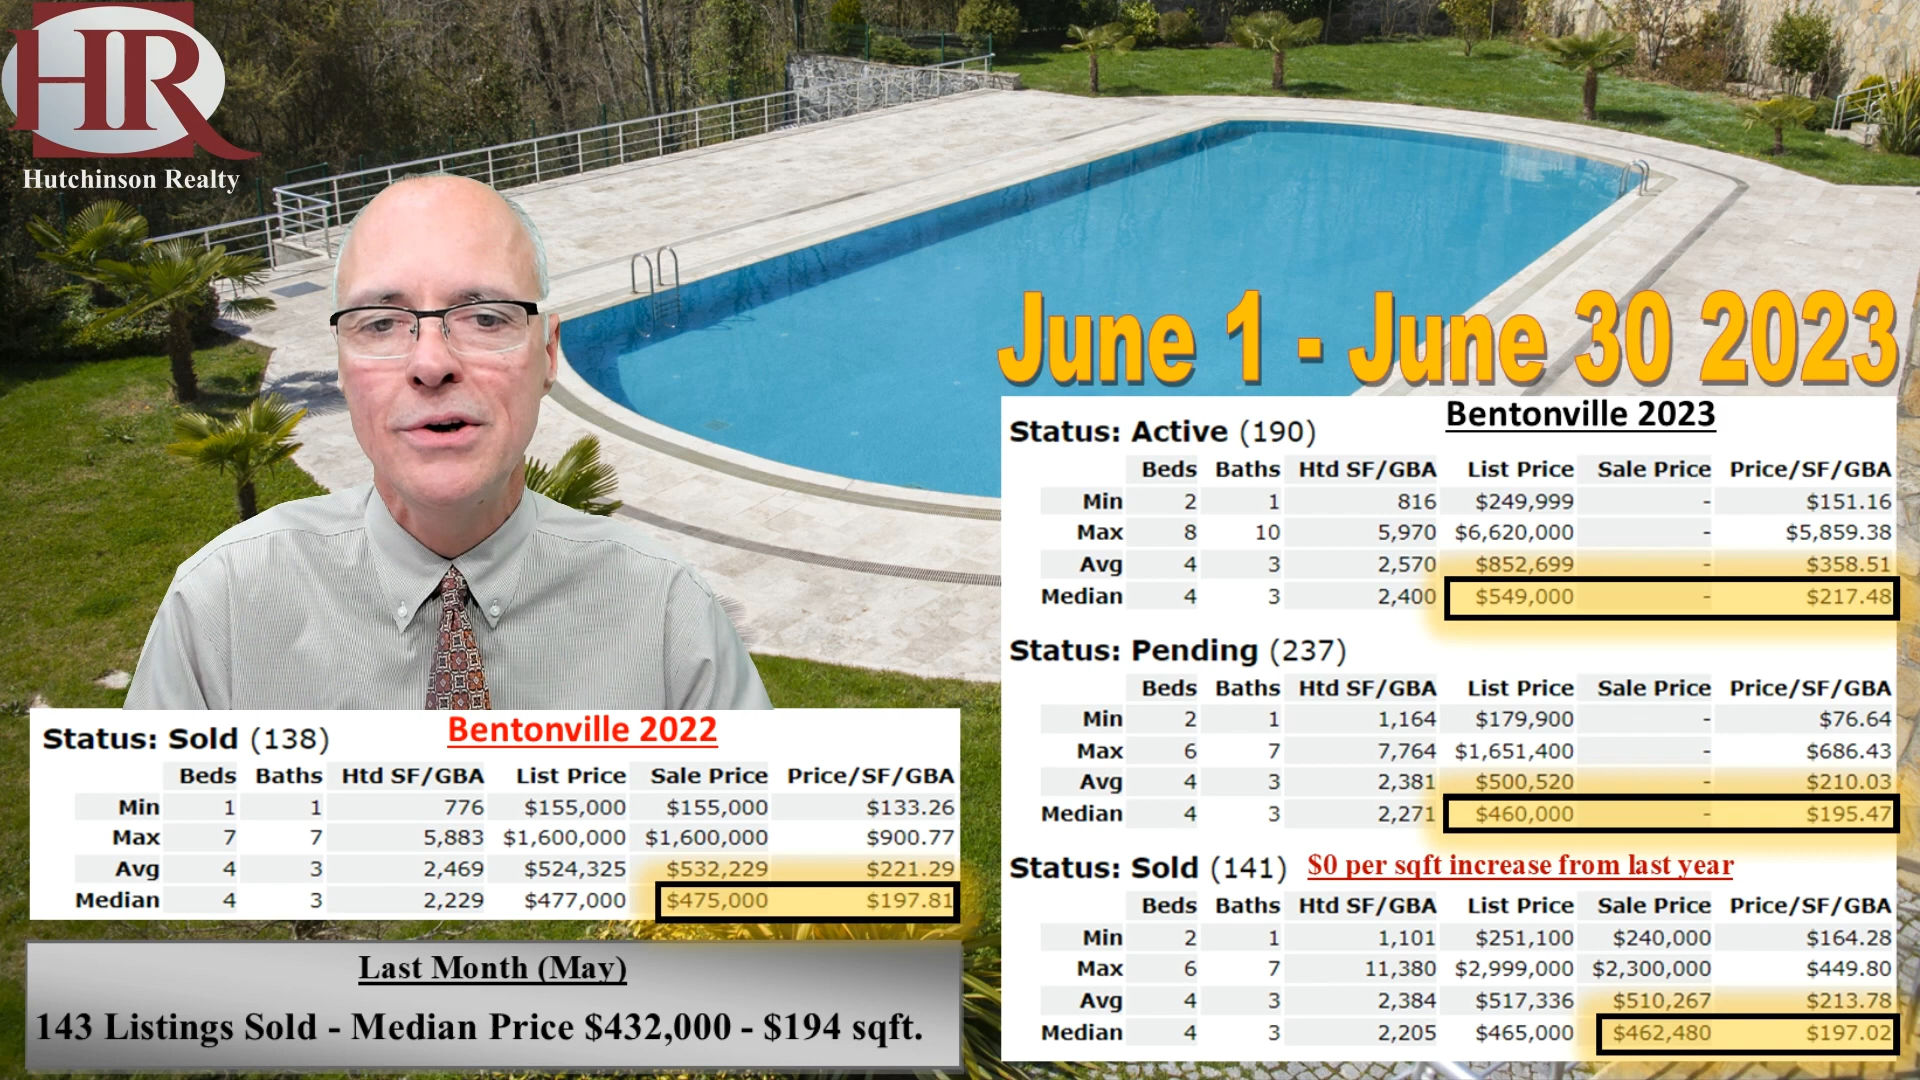 HR
Hutchinson Realty
June 1 - June 30 2023
Bentonville 2023
Status: Active (190)
Beds Baths Htd SF/GBA List Price Sale Price Price/SF/GBA
Min 2 1 816 $249,999 - $151.16
Max 8 10 5,970 $6,620,000 - $5,859.38
Avg 4 3 2,570 $852,699 - $358.51
Median 4 3 2,400 $549,000 - $217.48
Status: Pending (237)
Beds Baths Htd SF/GBA List Price Sale Price Price/SF/GBA
Min 2 1 1,164 $179,900 - $76.64
Max 6 7 7,764 $1,651,400 - $686.43
Avg 4 3 2,381 $500,520 - $210.03
Median 4 3 2,271 $460,000 - $195.47
Status: Sold (141) $0 per sqft increase from last year
Beds Baths Htd SF/GBA List Price Sale Price Price/SF/GBA
Min 2 1 1,101 $251,100 $240,000 $164.28
Max 6 7 11,380 $2,999,000 $2,300,000 $449.80
Avg 4 3 2,384 $517,336 $510,267 $213.78
Median 4 3 2,205 $465,000 $462,480 $197.02
Status: Sold (138) Bentonville 2022
Beds Baths Htd SF/GBA List Price Sale Price Price/SF/GBA
Min 1 1 776 $155,000 $155,000 $133.26
Max 7 7 5,883 $1,600,000 $1,600,000 $900.77
Avg 4 3 2,469 $524,325 $532,229 $221.29
Median 4 3 2,229 $477,000 $475,000 $197.81
Last Month (May)
143 Listings Sold - Median Price $432,000 - $194 sqft.